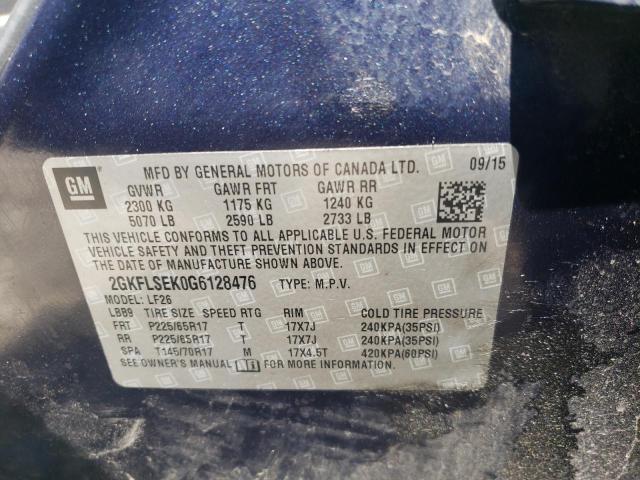 GM
MFD BY GENERAL MOTORS OF CANADA LTD. 09/15
GVWR GAWR FRT GAWR RR
2300 KG 1175 KG 1240 KG
5070 LB 2590 LB 2733 LB
THIS VEHICLE CONFORMS TO ALL APPLICABLE U.S. FEDERAL MOTOR
VEHICLE SAFETY AND THEFT PREVENTION STANDARDS IN EFFECT ON
THE DATE OF MANUFACTURE SHOWN ABOVE.
2GKFLSEK0G6128476 TYPE: M.P.V.
MODEL: LF26
LBB9 TIRE SIZE SPEED RTG RIM COLD TIRE PRESSURE
FRT P225/65R17 T 17X7J 240KPA(35PSI)
RR P225/65R17 T 17X7J 240KPA(35PSI)
SPA T145/70R17 M 17X4.5T 420KPA(60PSI)
SEE OWNER'S MANUAL FOR MORE INFORMATION